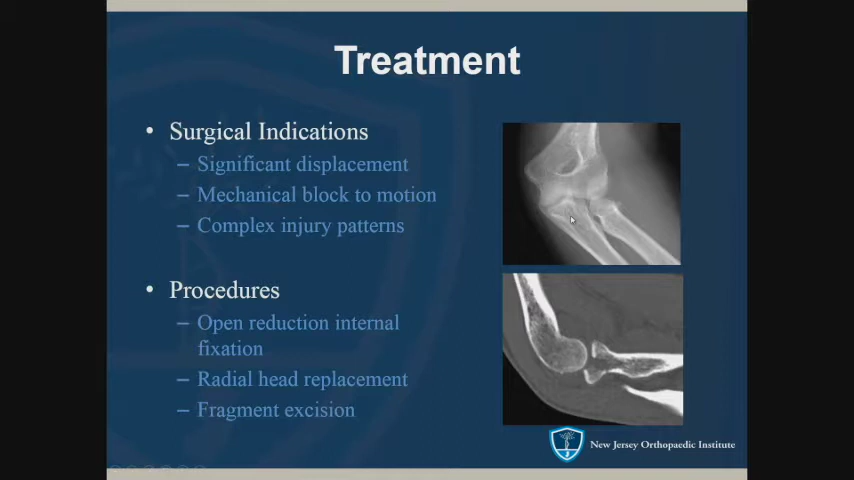 Treatment
• Surgical Indications
– Significant displacement
– Mechanical block to motion
– Complex injury patterns
• Procedures
– Open reduction internal
fixation
– Radial head replacement
– Fragment excision
New Jersey Orthopaedic Institute